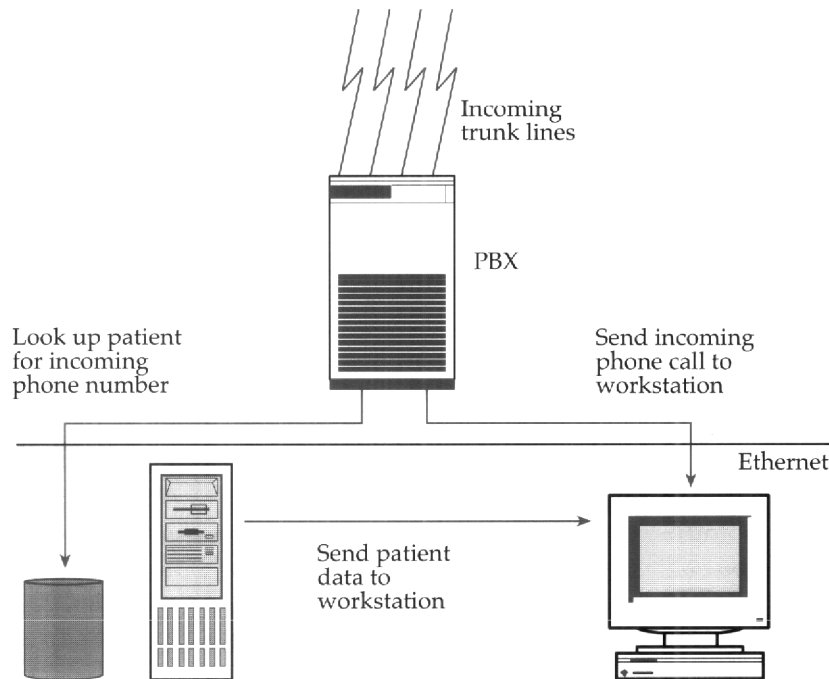 Incoming
trunk lines
PBX
Look up patient
for incoming
phone number
Send incoming
phone call to
workstation
Ethernet
Send patient
data to
workstation